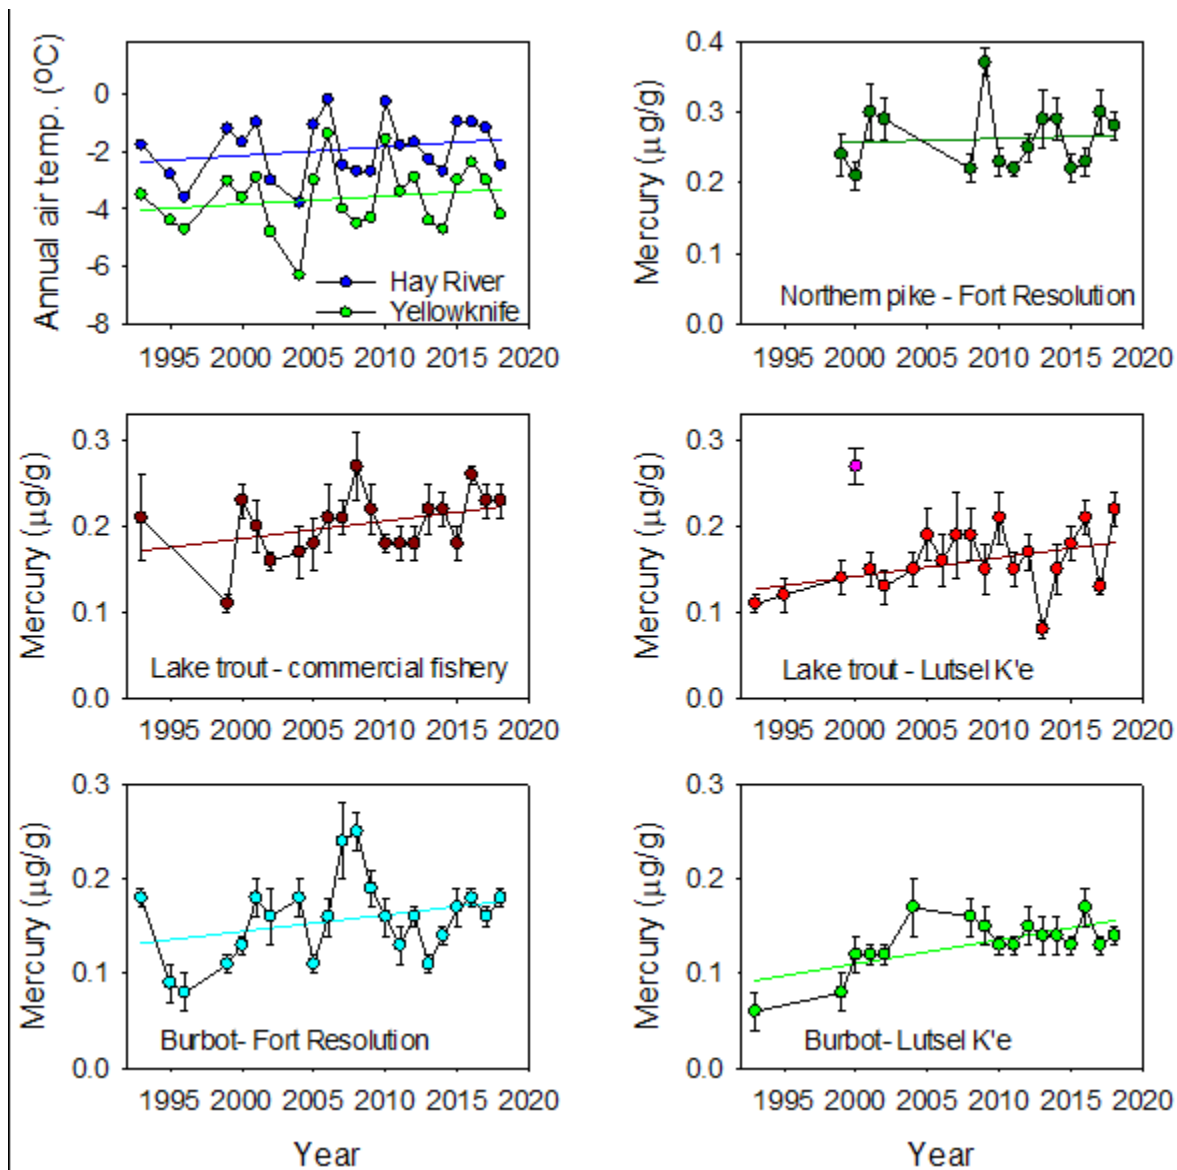 Annual air temp. (ºC)
0
-2
-4
-6
-8
Hay River
Yellowknife
1995 2000 2005 2010 2015 2020
Mercury (µg/g)
0.4
0.3
0.2
0.1
0.0
Northern pike - Fort Resolution
1995 2000 2005 2010 2015 2020
Mercury (µg/g)
0.3
0.2
0.1
0.0
Lake trout - commercial fishery
1995 2000 2005 2010 2015 2020
Mercury (µg/g)
0.3
0.2
0.1
0.0
Lake trout - Lutsel K'e
1995 2000 2005 2010 2015 2020
Mercury (µg/g)
0.3
0.2
0.1
0.0
Burbot- Fort Resolution
1995 2000 2005 2010 2015 2020
Year
Mercury (µg/g)
0.3
0.2
0.1
0.0
Burbot- Lutsel K'e
1995 2000 2005 2010 2015 2020
Year